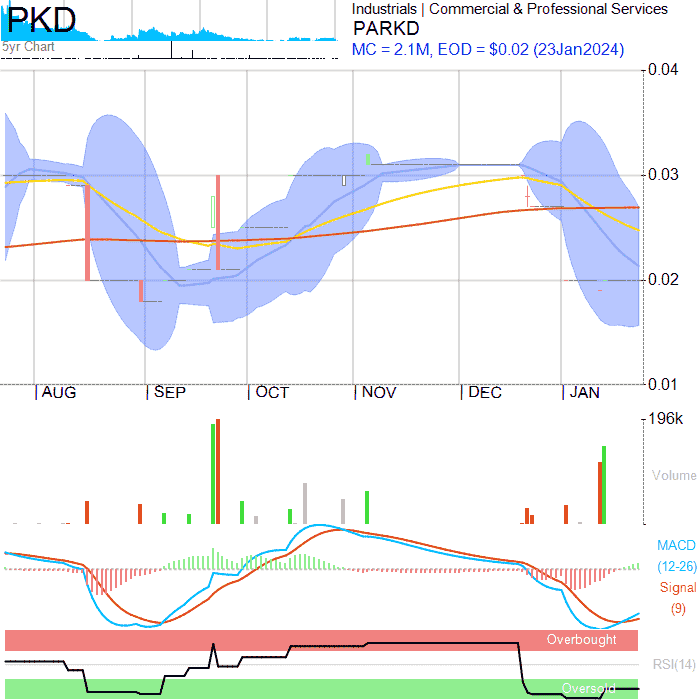 PKD
5yr Chart
Industrials | Commercial & Professional Services
PARKD
MC = 2.1M, EOD = $0.02 (23Jan2024)
0.04
0.03
0.02
0.01
AUG
SEP
OCT
NOV
DEC
JAN
196k
Volume
MACD
(12-26)
Signal
(9)
Overbought
RSI(14)
Oversold